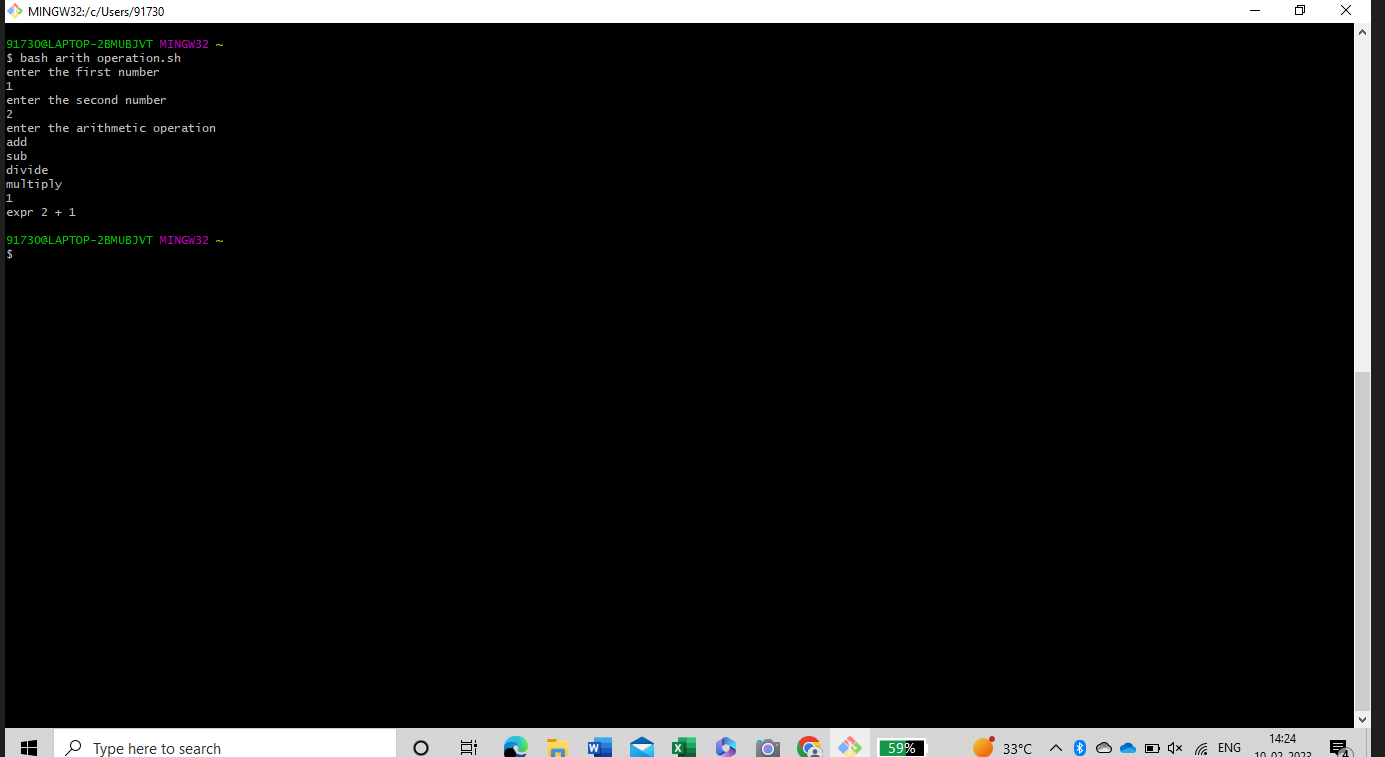 MINGW32:/c/Users/91730
91730@LAPTOP-2BMUBJVT MINGW32 ~
$ bash arith operation.sh
enter the first number
1
enter the second number
2
enter the arithmetic operation
add
sub
divide
multiply
1
expr 2 + 1
91730@LAPTOP-2BMUBJVT MINGW32 ~
$
Type here to search
59%
33°C
ENG
14:24
10-02-2023
4